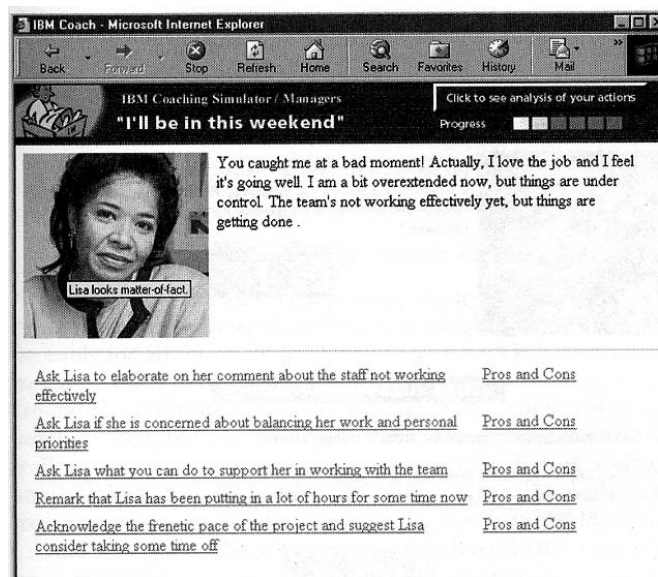 IBM Coach - Microsoft Internet Explorer
Back Forward Stop Refresh Home Search Favorites History Mail »
IBM Coaching Simulator / Managers
Click to see analysis of your actions
"I'll be in this weekend"
Progress
You caught me at a bad moment! Actually, I love the job and I feel
it's going well. I am a bit overextended now, but things are under
control. The team's not working effectively yet, but things are
getting done .
Lisa looks matter-of-fact.
Ask Lisa to elaborate on her comment about the staff not working Pros and Cons
effectively
Ask Lisa if she is concerned about balancing her work and personal Pros and Cons
priorities
Ask Lisa what you can do to support her in working with the team Pros and Cons
Remark that Lisa has been putting in a lot of hours for some time now Pros and Cons
Acknowledge the frenetic pace of the project and suggest Lisa Pros and Cons
consider taking some time off